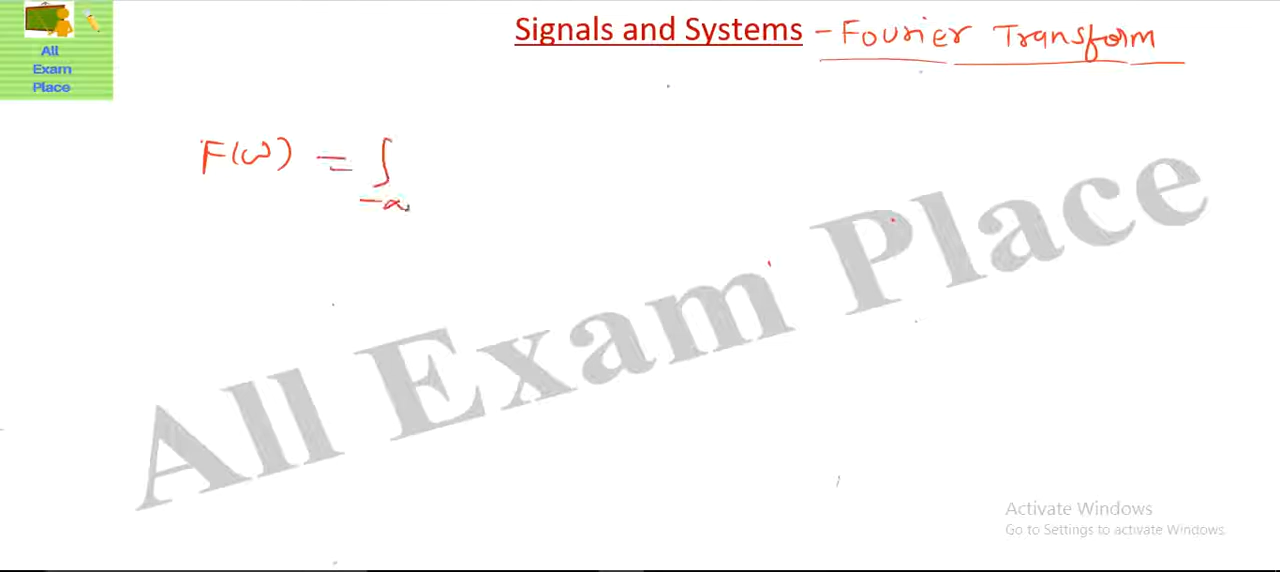 All
Exam
Place
Signals and Systems - Fourier Transform
F(ω) = ∫
-∞
All Exam Place
Activate Windows
Go to Settings to activate Windows.